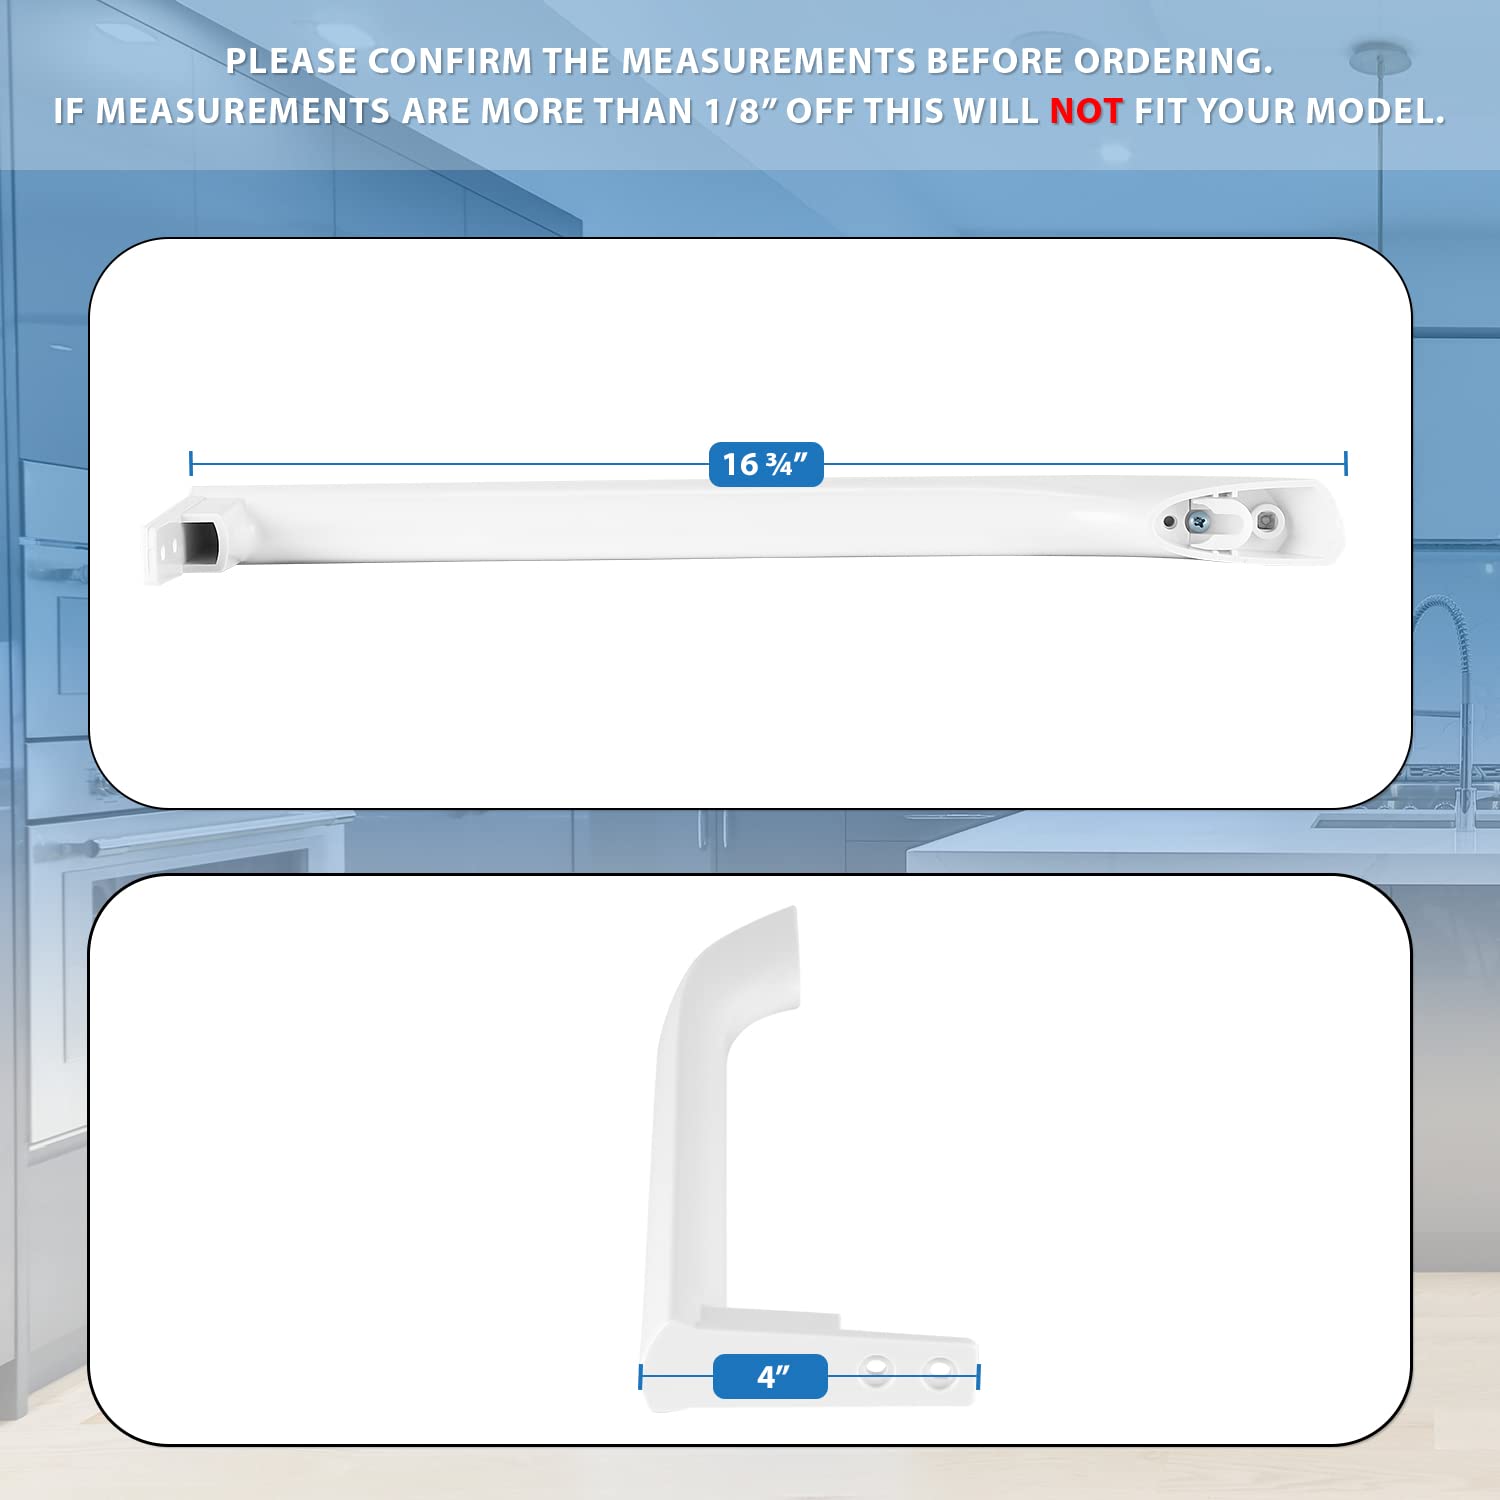 PLEASE CONFIRM THE MEASUREMENTS BEFORE ORDERING.
IF MEASUREMENTS ARE MORE THAN 1/8” OFF THIS WILL NOT FIT YOUR MODEL.
16 ¾”
4”